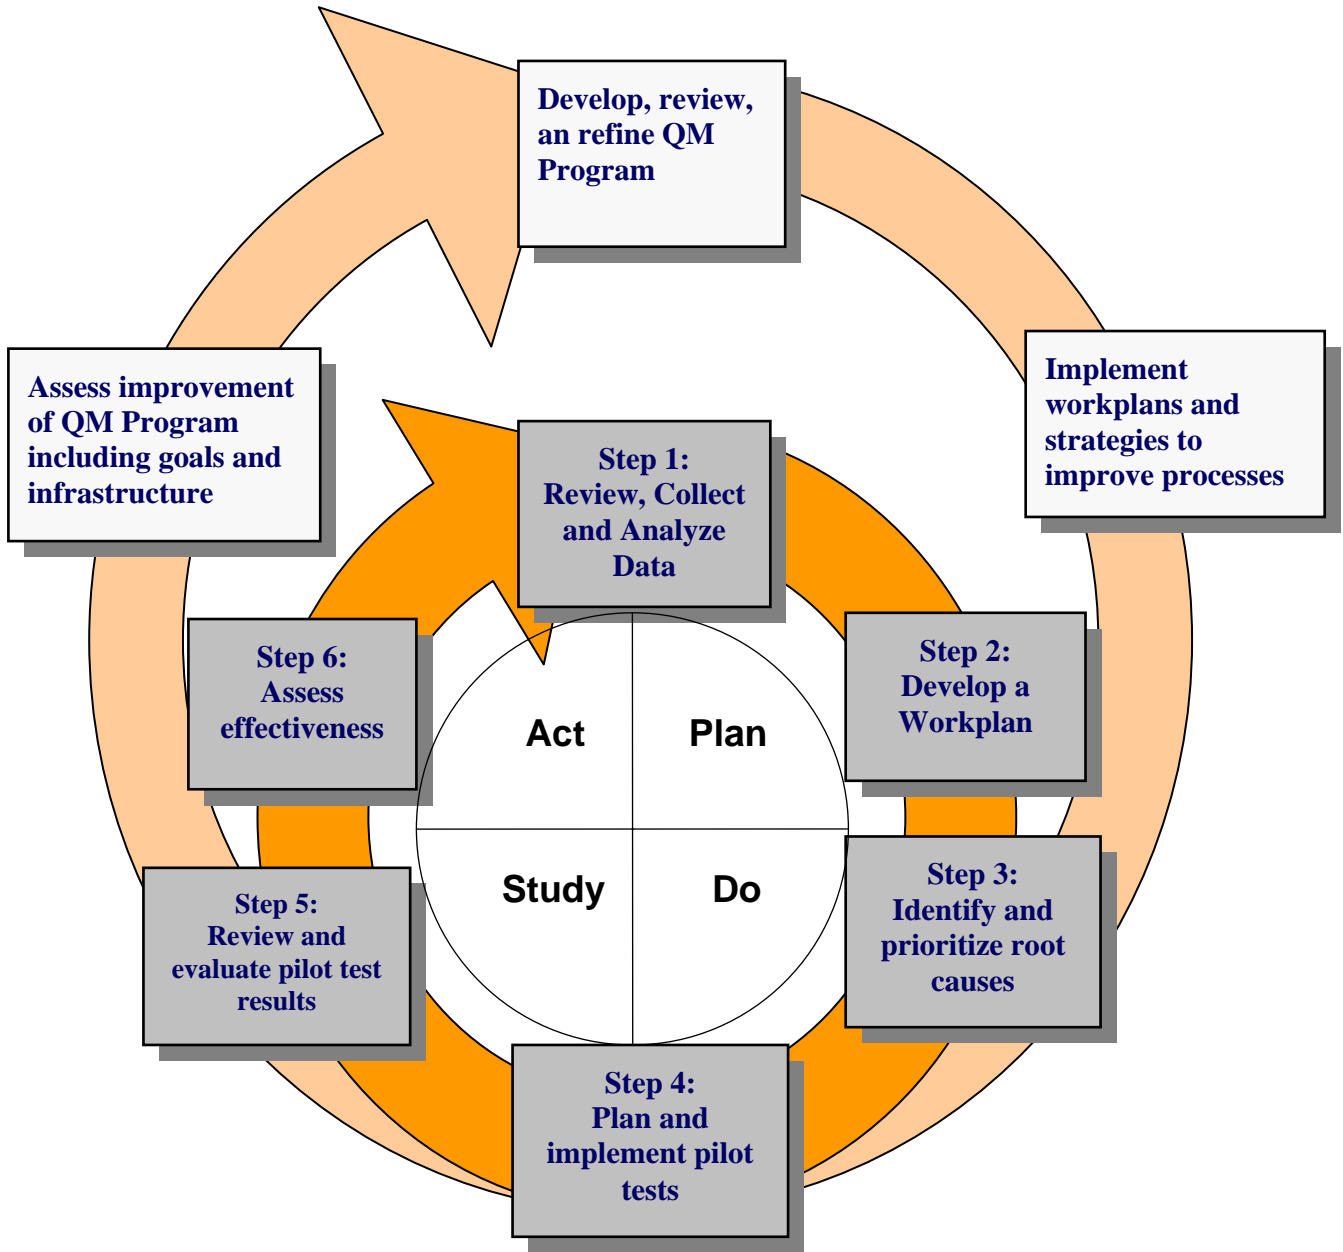 Develop, review,
an refine QM
Program
Implement
workplans and
strategies to
improve processes
Assess improvement
of QM Program
including goals and
infrastructure
Step 1:
Review, Collect
and Analyze
Data
Step 2:
Develop a
Workplan
Step 3:
Identify and
prioritize root
causes
Step 4:
Plan and
implement pilot
tests
Step 5:
Review and
evaluate pilot test
results
Step 6:
Assess
effectiveness
Act
Plan
Study
Do